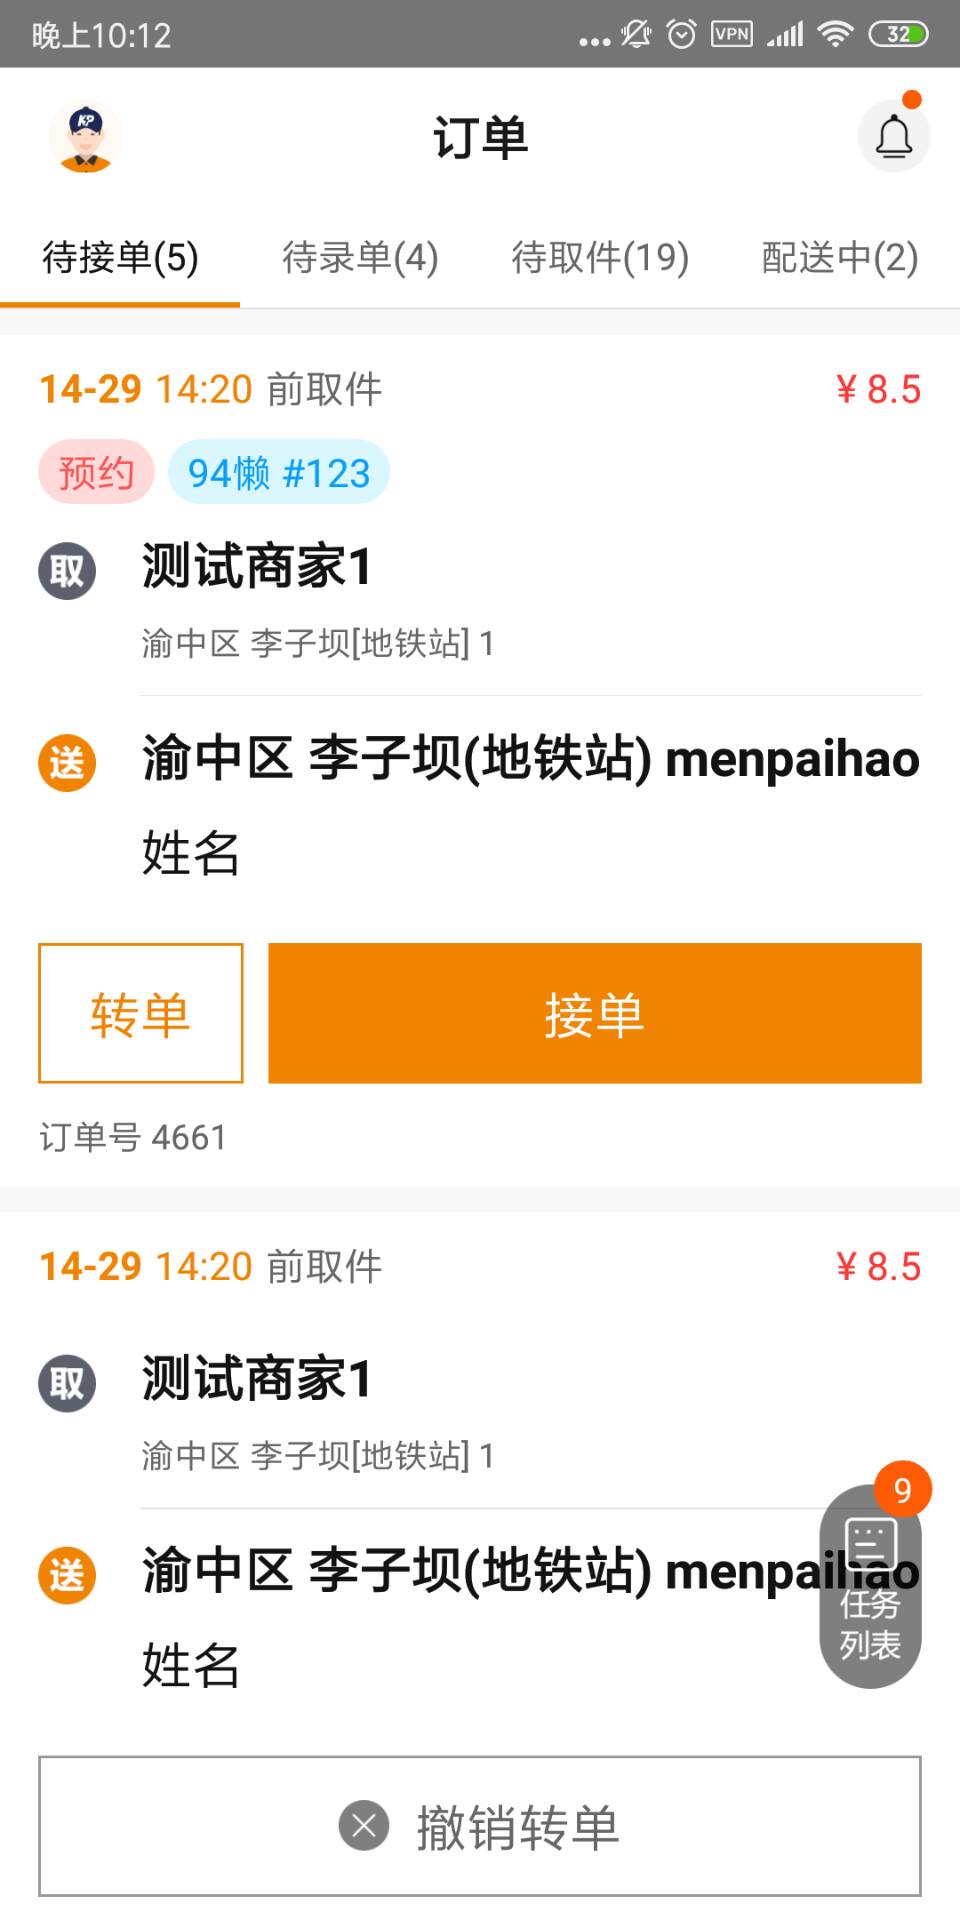 晚上10:12
VPN
32
KP
订单
待接单(5) 待录单(4) 待取件(19) 配送中(2)
14-29 14:20 前取件 ¥ 8.5
预约 94懒 #123
取 测试商家1
渝中区 李子坝[地铁站] 1
送 渝中区 李子坝(地铁站) menpaihao
姓名
转单 接单
订单号 4661
14-29 14:20 前取件 ¥ 8.5
取 测试商家1
渝中区 李子坝[地铁站] 1
9
送 渝中区 李子坝(地铁站) menpaihao
任务
列表
姓名
撤销转单